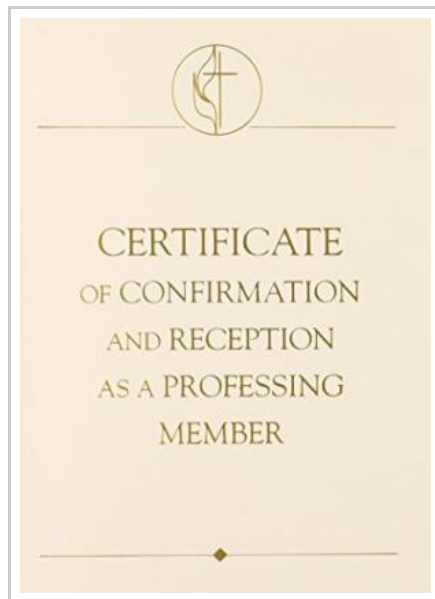 CERTIFICATE
OF CONFIRMATION
AND RECEPTION
AS A PROFESSING
MEMBER